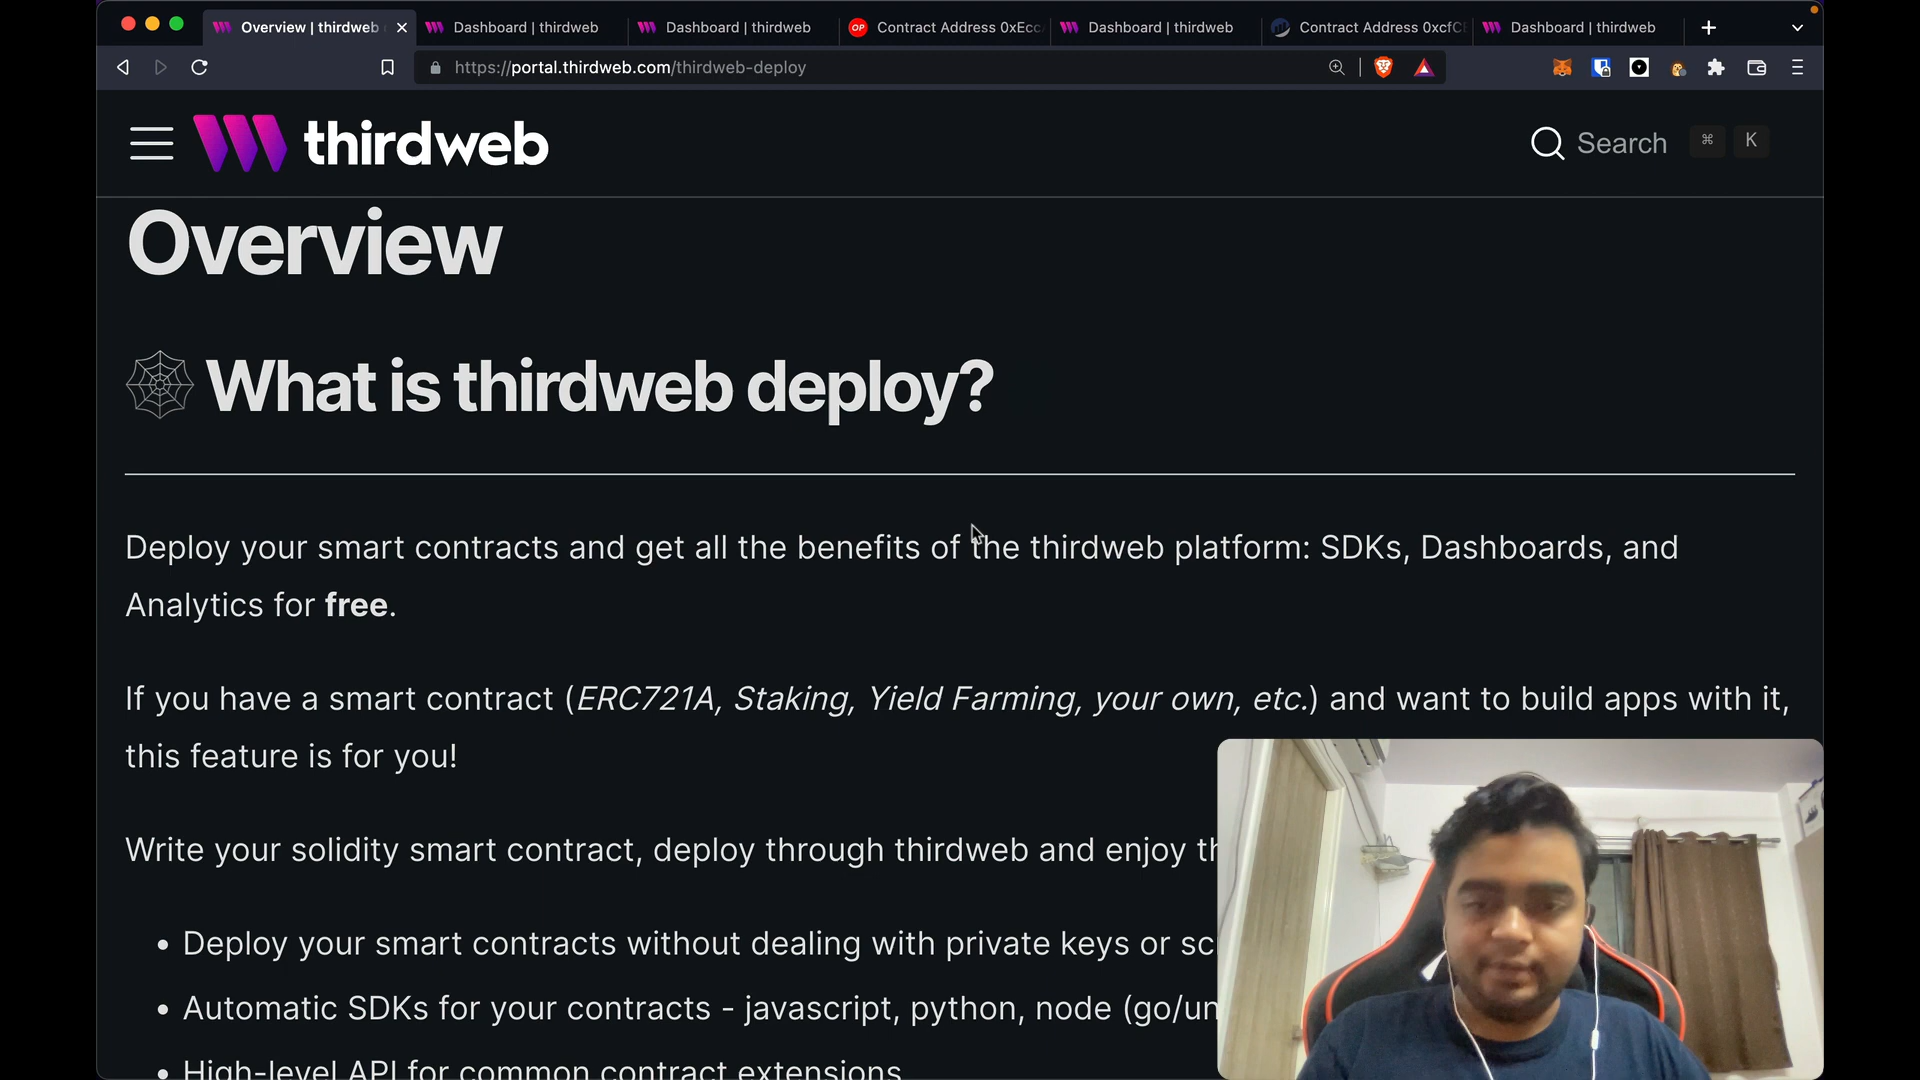 Overview | thirdweb
Dashboard | thirdweb
Dashboard | thirdweb
OP
Contract Address 0xEcc
Dashboard | thirdweb
Contract Address 0xcfC
Dashboard | thirdweb
https://portal.thirdweb.com/thirdweb-deploy
thirdweb
Search ⌘ K
Overview
What is thirdweb deploy?
Deploy your smart contracts and get all the benefits of the thirdweb platform: SDKs, Dashboards, and
Analytics for free.
If you have a smart contract (ERC721A, Staking, Yield Farming, your own, etc.) and want to build apps with it,
this feature is for you!
Write your solidity smart contract, deploy through thirdweb and enjoy
• Deploy your smart contracts without dealing with private keys or
• Automatic SDKs for your contracts - javascript, python, node (go/un
• High-level API for common contract extensions